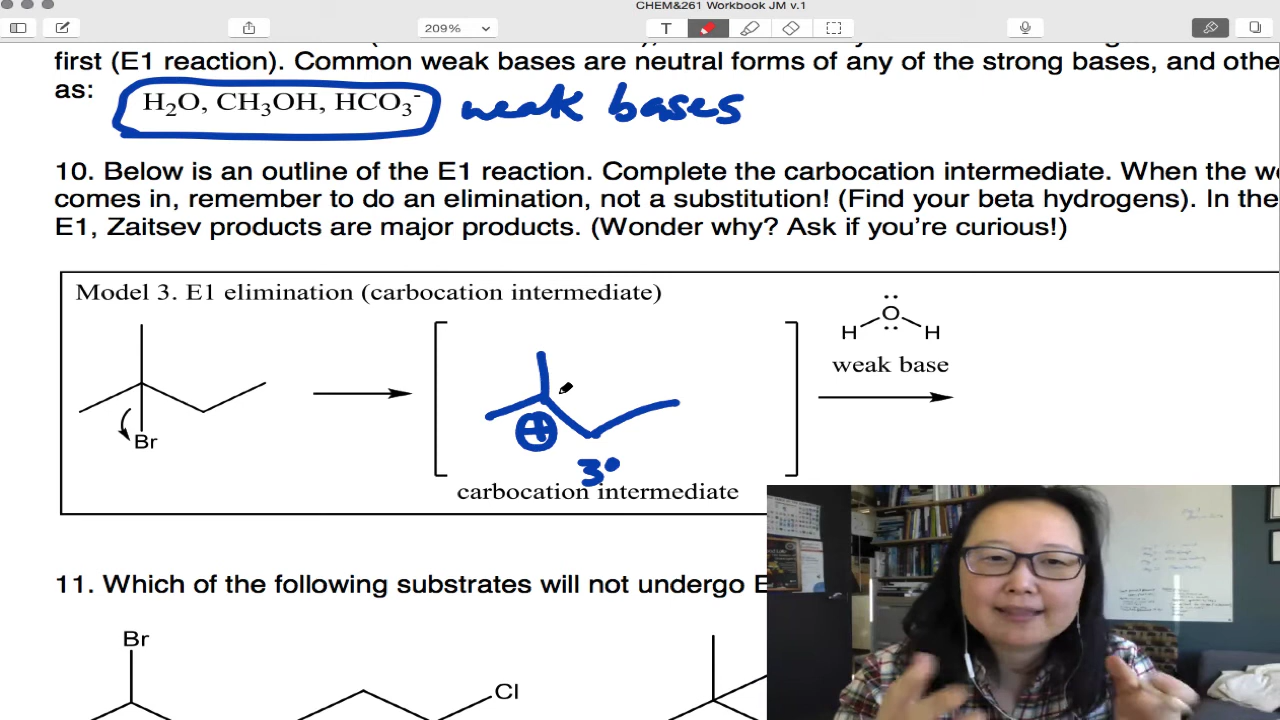 CHEM&261 Workbook JM v.1
209%
T
first (E1 reaction). Common weak bases are neutral forms of any of the strong bases, and othe
as:
H₂O, CH₃OH, HCO₃⁻ weak bases
10. Below is an outline of the E1 reaction. Complete the carbocation intermediate. When the we
comes in, remember to do an elimination, not a substitution! (Find your beta hydrogens). In the
E1, Zaitsev products are major products. (Wonder why? Ask if you're curious!)
Model 3. E1 elimination (carbocation intermediate)
H O H
weak base
+
Br
3°
carbocation intermediate
11. Which of the following substrates will not undergo E
Br
Cl